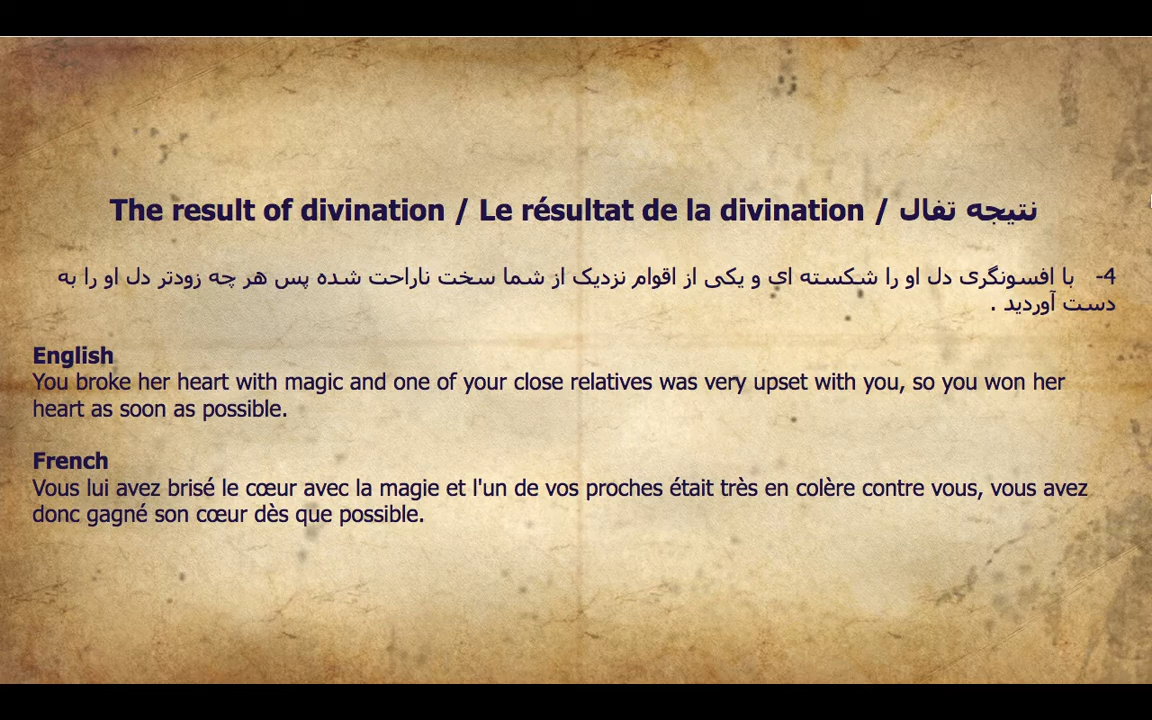 The result of divination / Le résultat de la divination / نتیجه تفال
4- با افسونگری دل او را شکسته ای و یکی از اقوام نزدیک از شما سخت ناراحت شده پس هر چه زودتر دل او را به
دست آوردید .
English
You broke her heart with magic and one of your close relatives was very upset with you, so you won her
heart as soon as possible.
French
Vous lui avez brisé le cœur avec la magie et l'un de vos proches était très en colère contre vous, vous avez
donc gagné son cœur dès que possible.